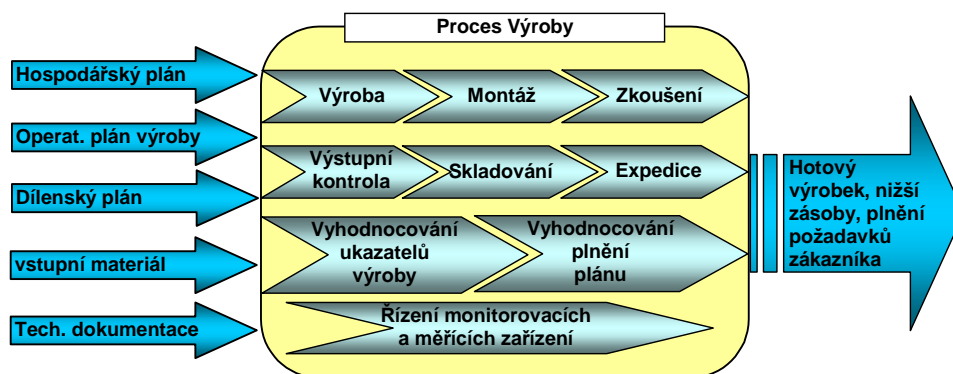 Proces Výroby
Hospodářský plán
Operat. plán výroby
Dílenský plán
vstupní materiál
Tech. dokumentace
Výroba
Montáž
Zkoušení
Výstupní
kontrola
Skladování
Expedice
Vyhodnocování
ukazatelů
výroby
Vyhodnocování
plnění
plánu
Řízení monitorovacích
a měřících zařízení
Hotový
výrobek, nižší
zásoby, plnění
požadavků
zákazníka